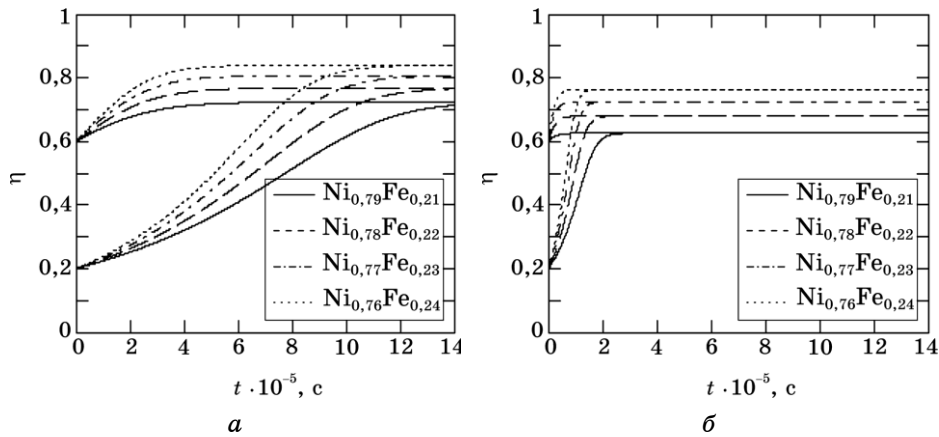 1
0,8
0,6
η
0,4
0,2
0
Ni0,79Fe0,21
Ni0,78Fe0,22
Ni0,77Fe0,23
Ni0,76Fe0,24
0 2 4 6 8 10 12 14
t · 10⁻⁵, с
а
1
0,8
0,6
η
0,4
0,2
0
Ni0,79Fe0,21
Ni0,78Fe0,22
Ni0,77Fe0,23
Ni0,76Fe0,24
0 2 4 6 8 10 12 14
t · 10⁻⁵, с
б